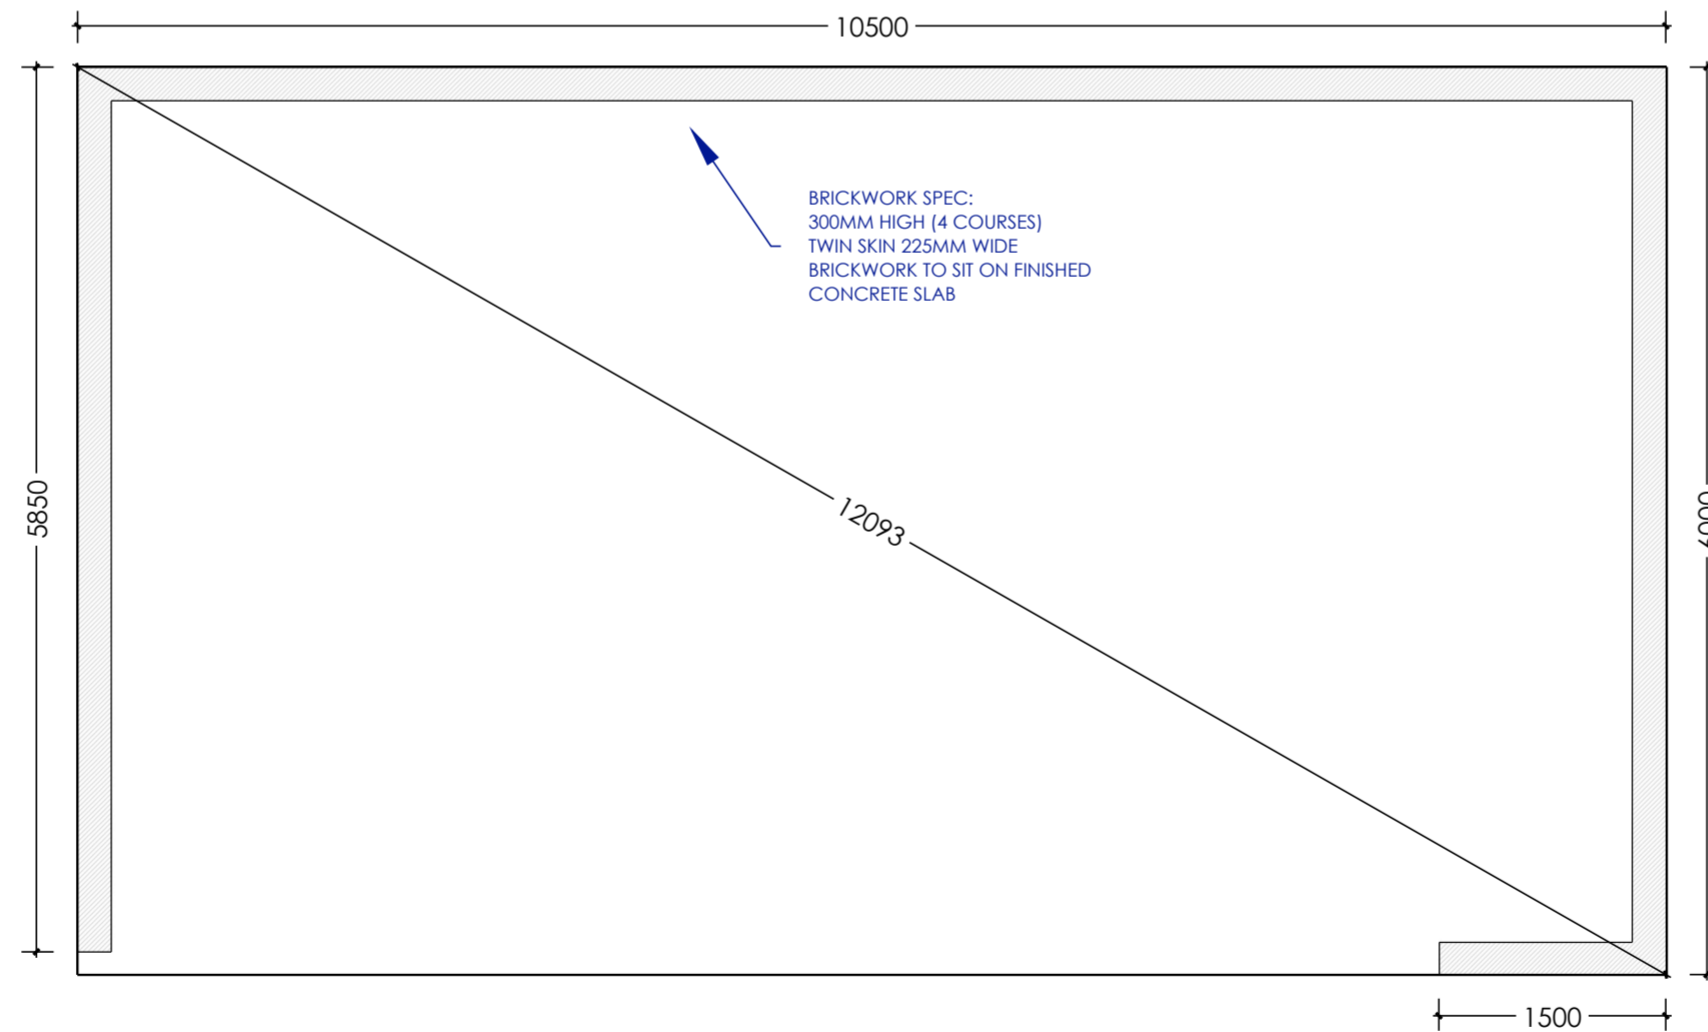 10500
BRICKWORK SPEC:
300MM HIGH (4 COURSES)
TWIN SKIN 225MM WIDE
BRICKWORK TO SIT ON FINISHED
CONCRETE SLAB
5850
12093
1500